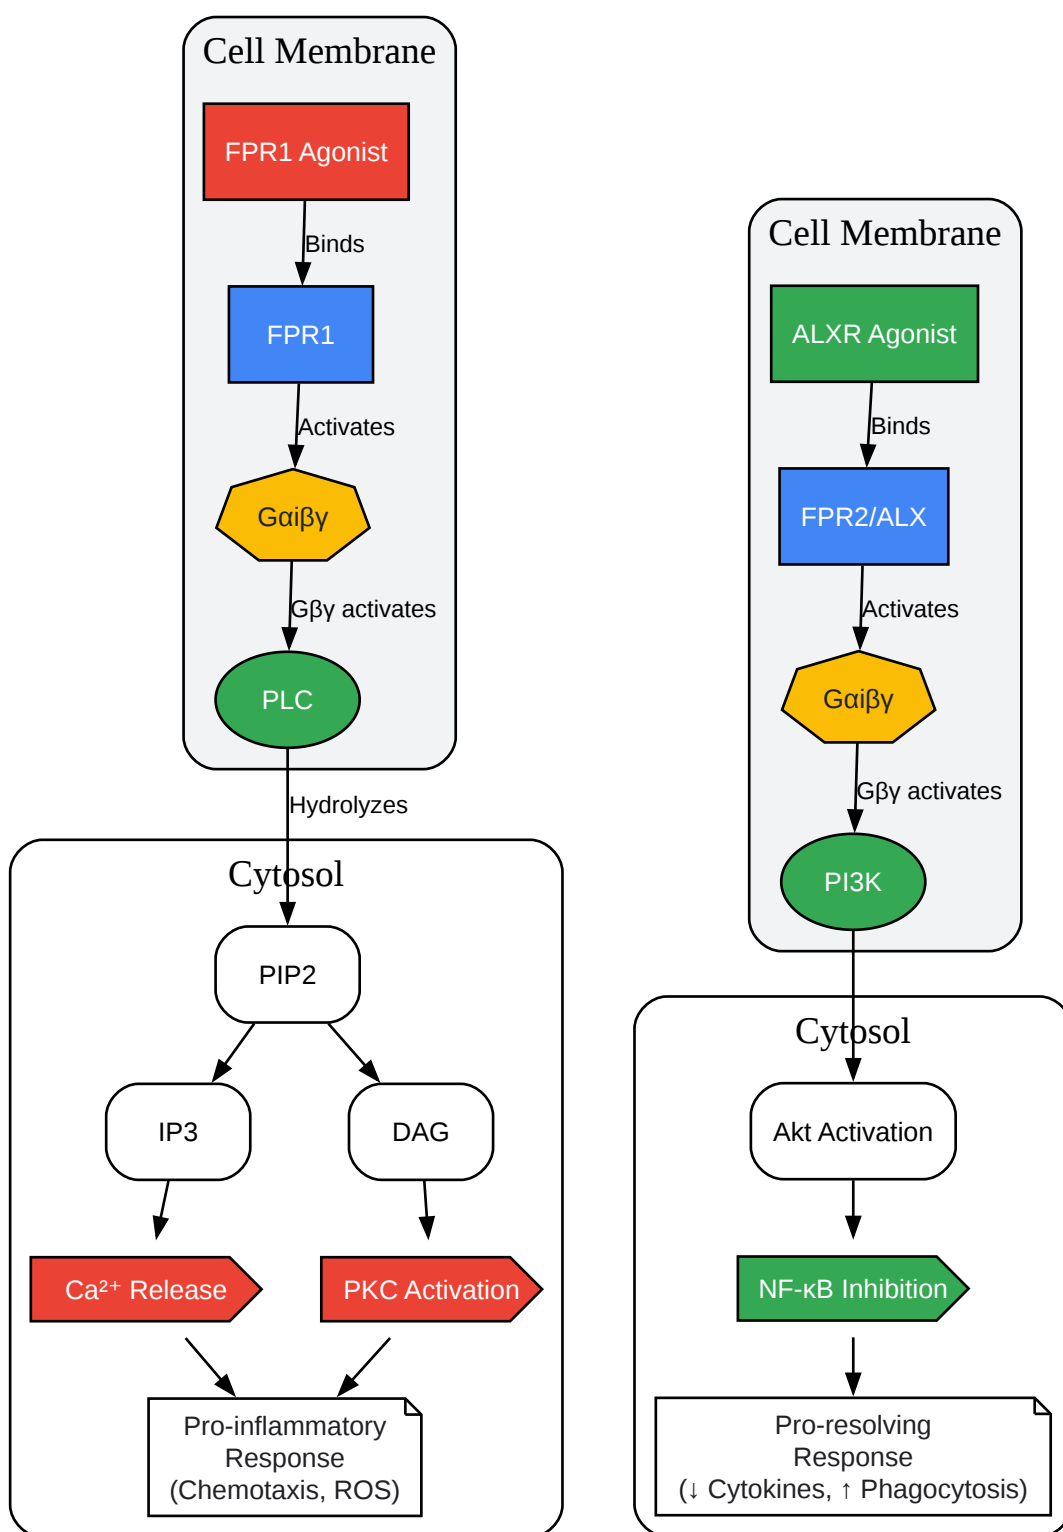 Cell Membrane
FPR1 Agonist
Binds
FPR1
Activates
Gαiβγ
Gβγ activates
PLC
Hydrolyzes
Cytosol
PIP2
IP3
DAG
Ca²⁺ Release
PKC Activation
Pro-inflammatory
Response
(Chemotaxis, ROS)
Cell Membrane
ALXR Agonist
Binds
FPR2/ALX
Activates
Gαiβγ
Gβγ activates
PI3K
Cytosol
Akt Activation
NF-κB Inhibition
Pro-resolving
Response
(↓ Cytokines, ↑ Phagocytosis)